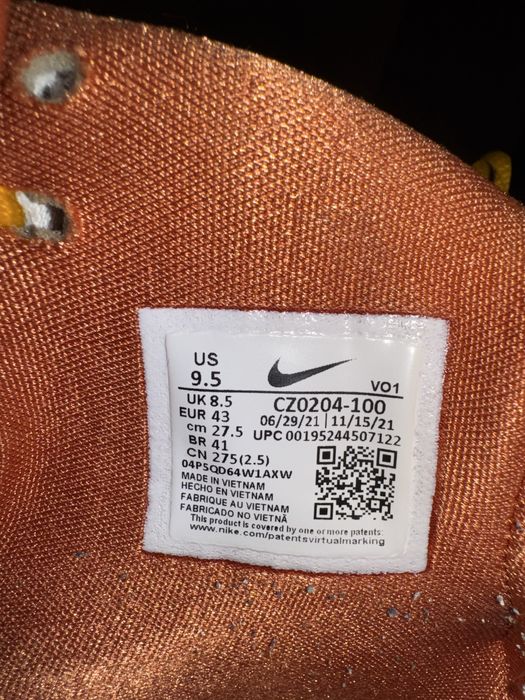 US
9.5
VO1
UK 8.5
CZ0204-100
EUR 43
06/29/21 | 11/15/21
cm 27.5
UPC 00195244507122
BR 41
CN 275(2.5)
04PSQD64W1AXW
MADE IN VIETNAM
HECHO EN VIETNAM
FABRIQUE AU VIETNAM
FABRICADO NO VIETNÃ
This product is covered by one or more patents:
www.nike.com/patentsvirtualmarking